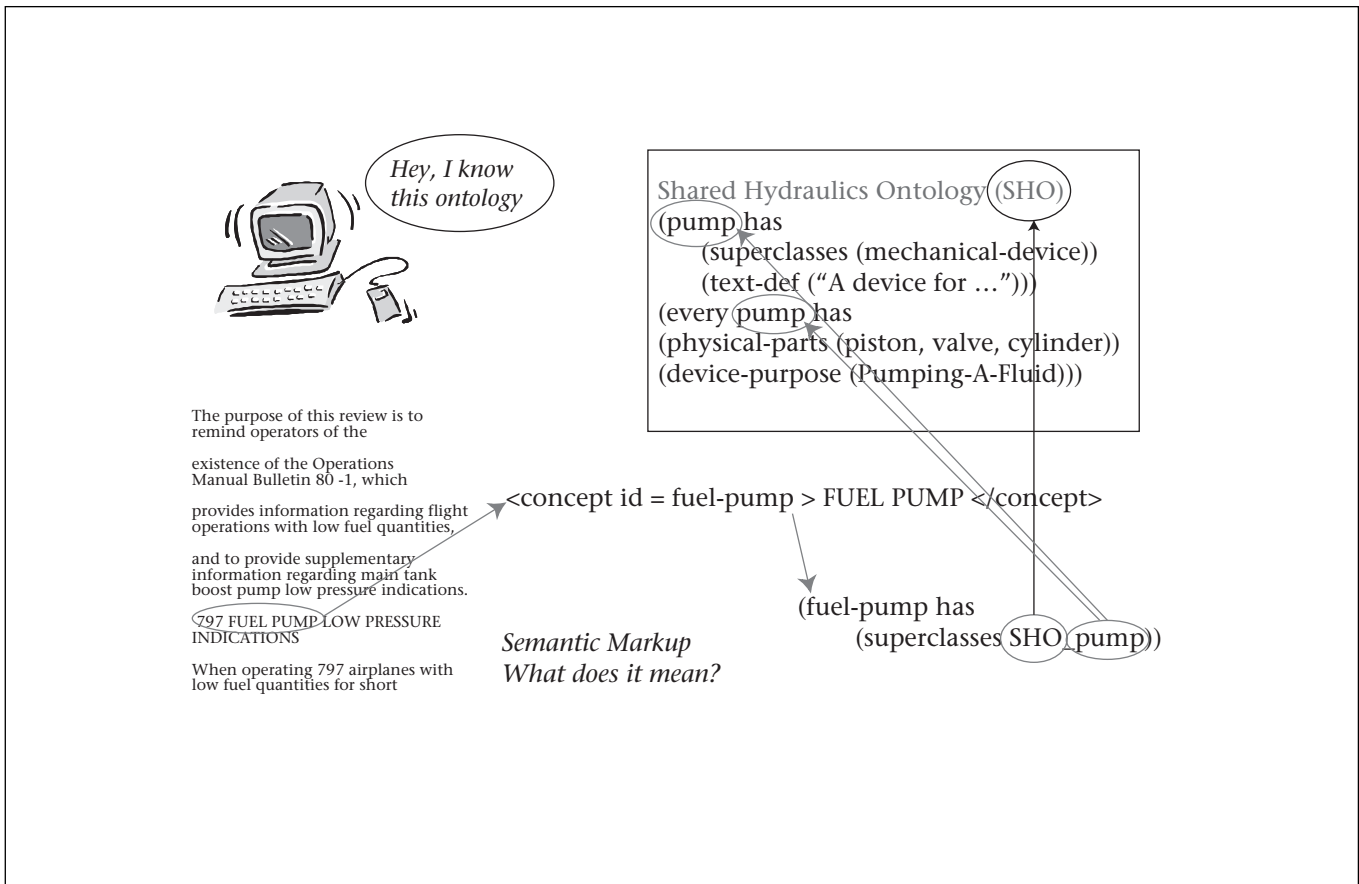 Hey, I know
this ontology
Shared Hydraulics Ontology (SHO)
(pump has
(superclasses (mechanical-device))
(text-def (“A device for …”)))
(every pump has
(physical-parts (piston, valve, cylinder))
(device-purpose (Pumping-A-Fluid)))
The purpose of this review is to
remind operators of the
existence of the Operations
Manual Bulletin 80 -1, which
provides information regarding flight
operations with low fuel quantities,
and to provide supplementary
information regarding main tank
boost pump low pressure indications.
797 FUEL PUMP LOW PRESSURE
INDICATIONS
When operating 797 airplanes with
low fuel quantities for short
<concept id = fuel-pump > FUEL PUMP </concept>
(fuel-pump has
(superclasses SHO_pump))
Semantic Markup
What does it mean?